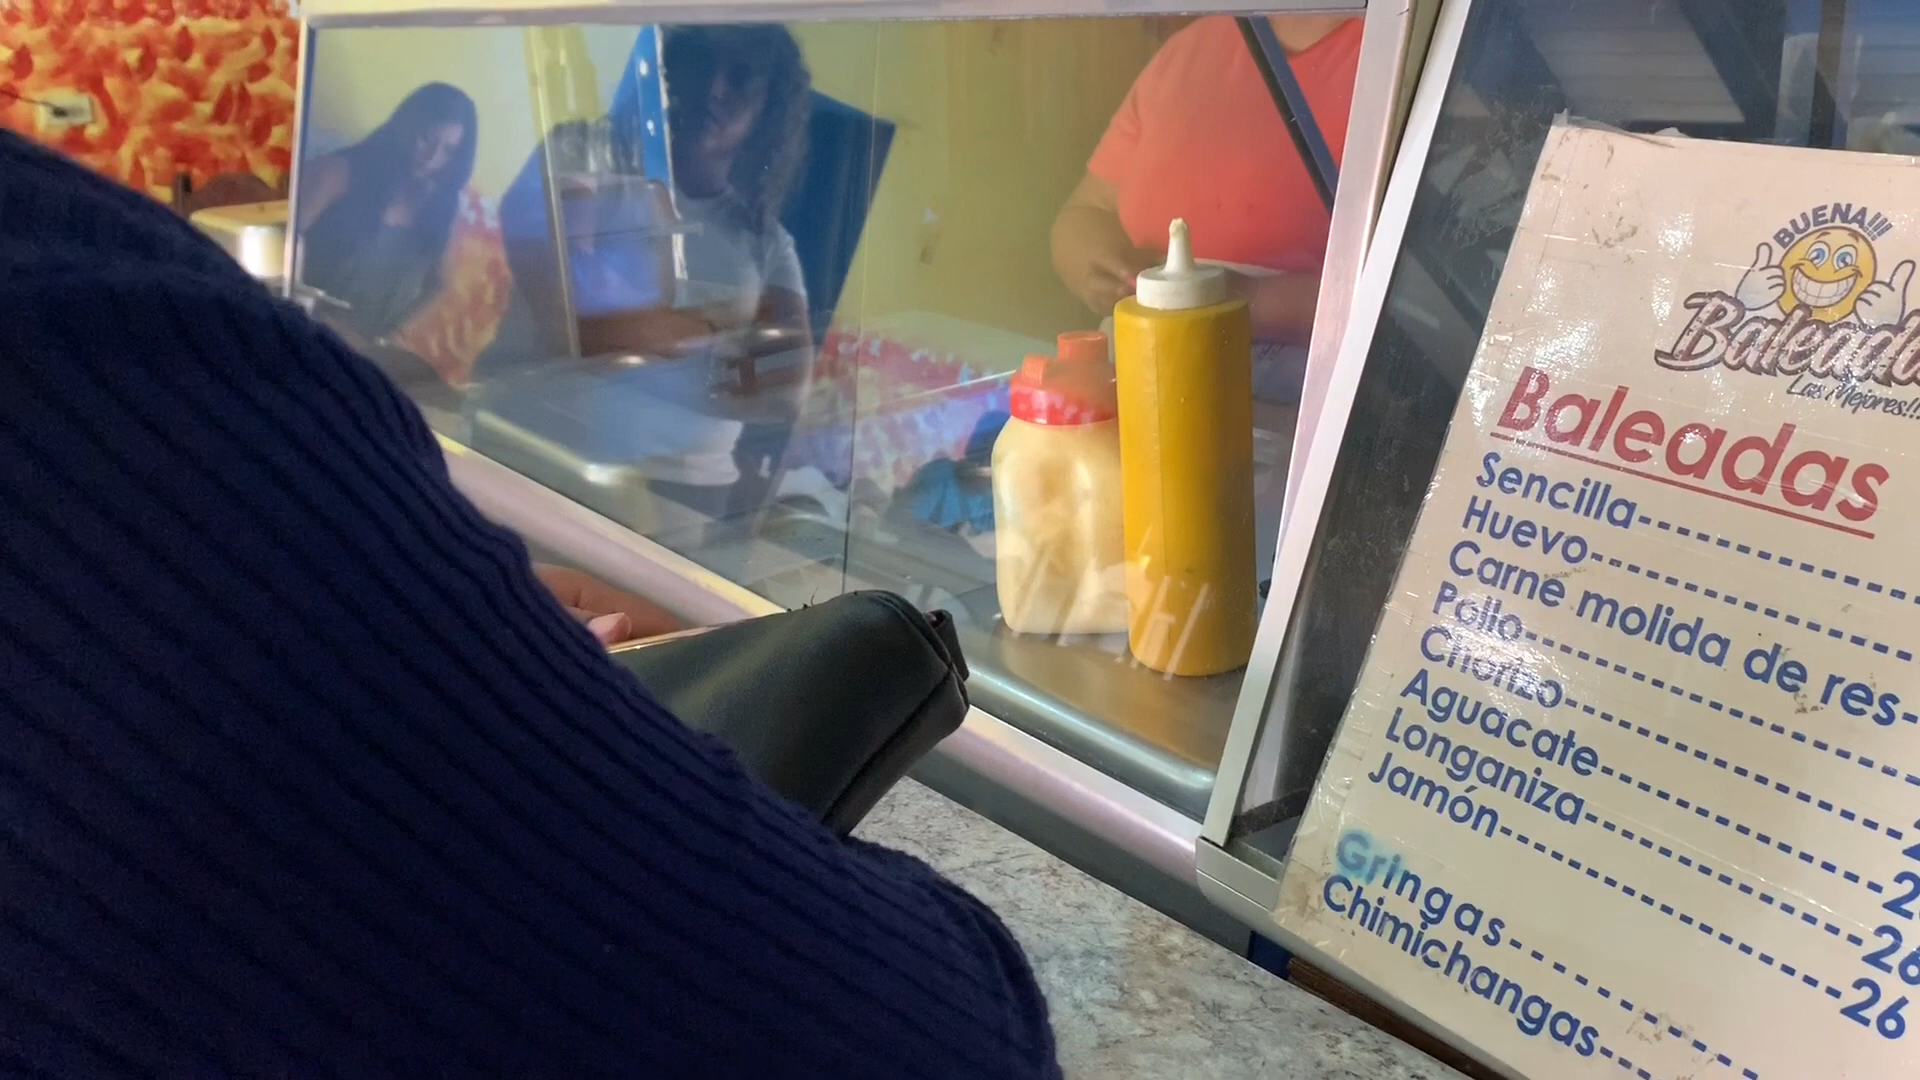 BUENA!!!
Baleada
Las Mejores!!!
Baleadas
Sencilla-----------
Huevo-------------
Carne molida de res-
Pollo---------------
Chorizo-------------
Aguacate------------
Longaniza-----------26
Jamón---------------26
Gringas-----------
Chimichangas--